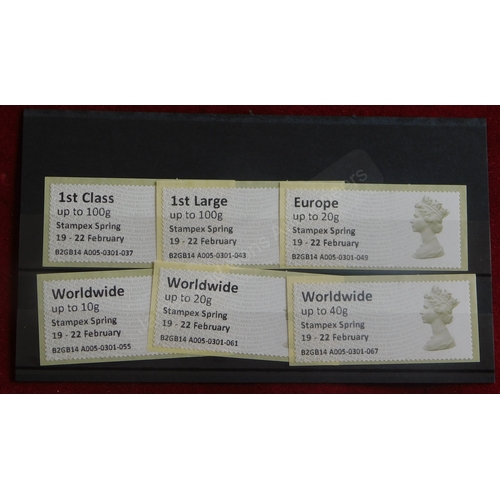 1st Class
up to 100g
Stampex Spring
19 - 22 February
B2GB14 A005-0301-037
1st Large
up to 100g
Stampex Spring
19 - 22 February
B2GB14 A005-0301-043
Europe
up to 20g
Stampex Spring
19 - 22 February
B2GB14 A005-0301-049
Worldwide
up to 10g
Stampex Spring
19 - 22 February
B2GB14 A005-0301-055
Worldwide
up to 20g
Stampex Spring
19 - 22 February
B2GB14 A005-0301-061
Worldwide
up to 40g
Stampex Spring
19 - 22 February
B2GB14 A005-0301-067